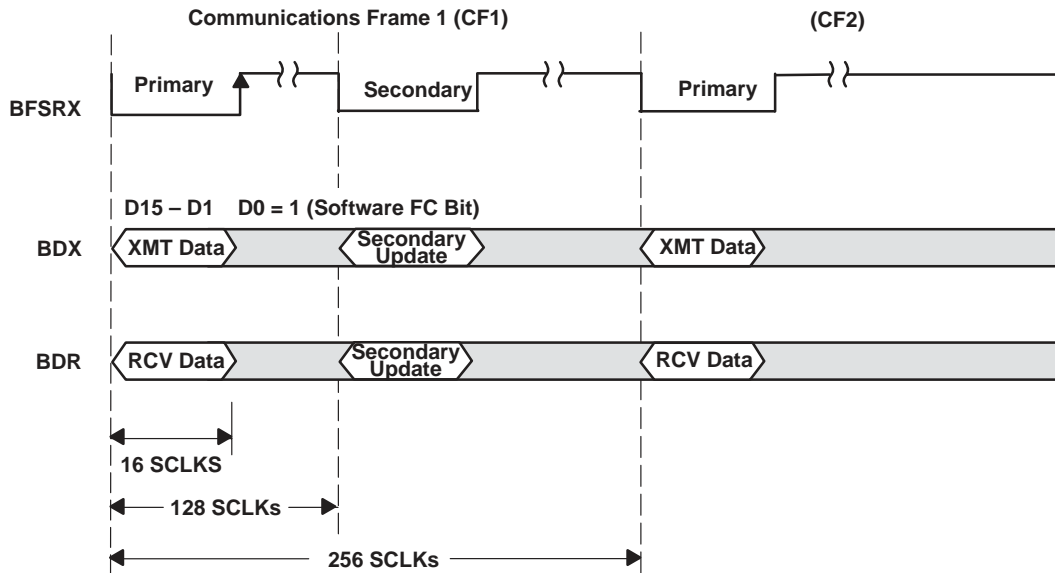 Communications Frame 1 (CF1)
(CF2)
BFSRX
Primary
Secondary
Primary
D15 – D1 D0 = 1 (Software FC Bit)
BDX
XMT Data
Secondary
Update
XMT Data
BDR
RCV Data
Secondary
Update
RCV Data
16 SCLKS
128 SCLKs
256 SCLKs